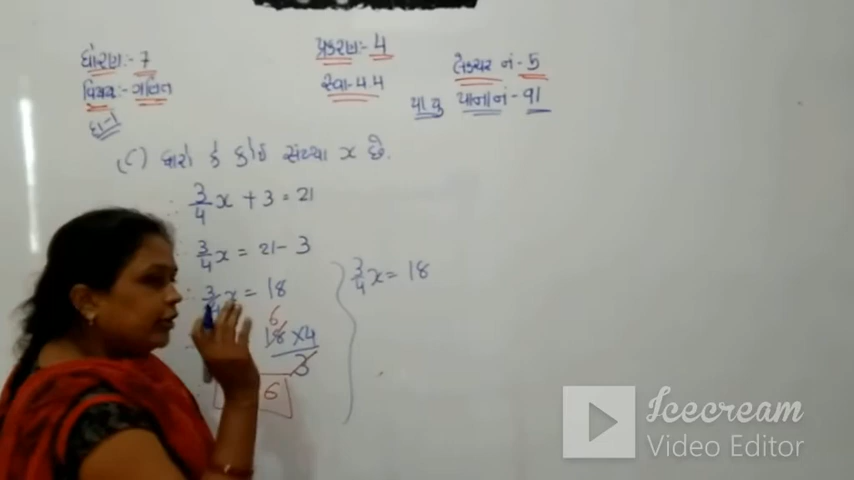 ધોરણ:- 7
પ્રકરણ:- 4
લેક્ચર નં - 5
વિષય:- ગણિત
સ્વા - 4.4
પા પુ પાના નં - 91
દા-1
(C) ધારો કે કોઈ સંખ્યા x છે.
∴ 3/4 x + 3 = 21
3/4 x = 21 - 3
∴ 3/4 x = 18
3/4 x = 18
6
18 × 4
3
6
Icecream
Video Editor